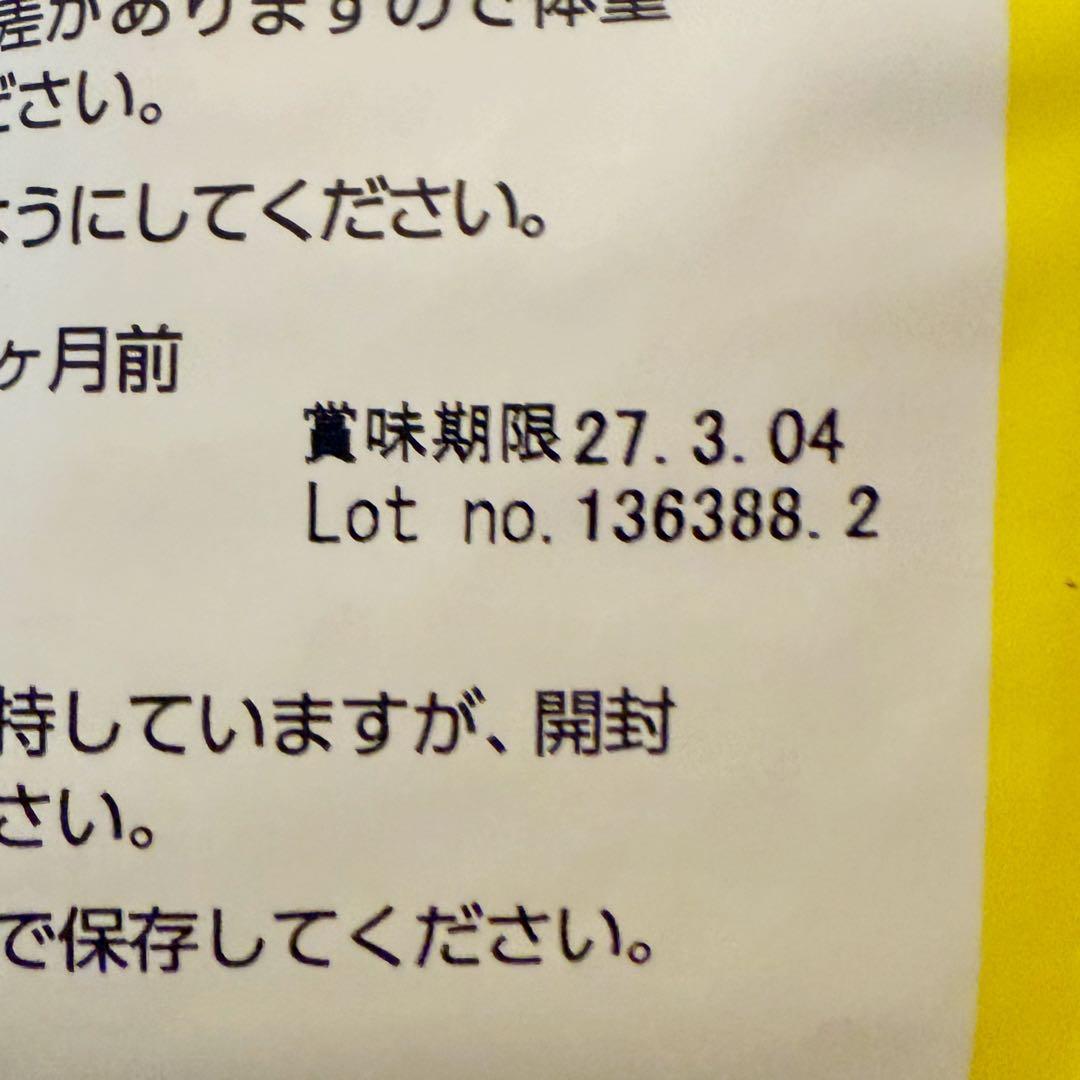 差がありますので体重
ださい。
ようにしてください。
ヶ月前
賞味期限27.3.04
Lot no.136388.2
持していますが、開封
さい。
で保存してください。